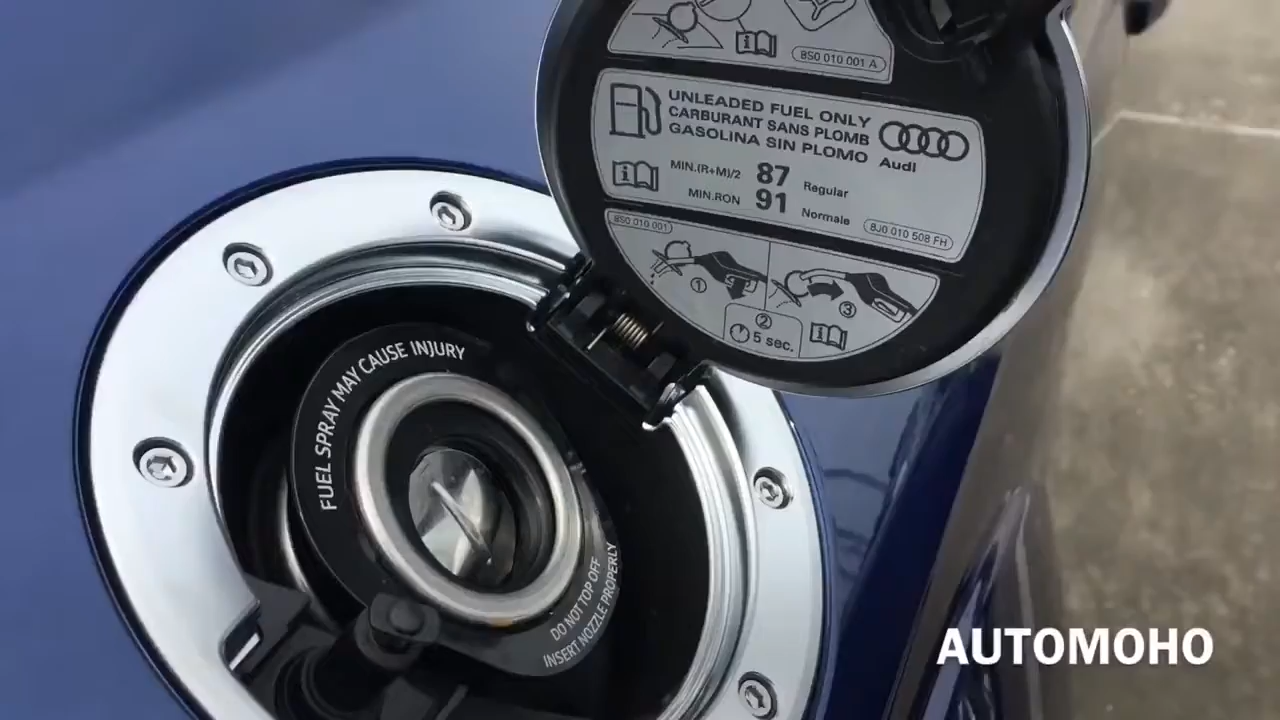 8S0 010 001 A
UNLEADED FUEL ONLY
CARBURANT SANS PLOMB
GASOLINA SIN PLOMO
Audi
MIN.(R+M)/2 87 Regular
MIN.RON 91 Normale
8J0 010 508 FH
8S0 010 001
1
2
3
5 sec.
FUEL SPRAY MAY CAUSE INJURY
DO NOT TOP OFF
INSERT NOZZLE PROPERLY
AUTOMOHO